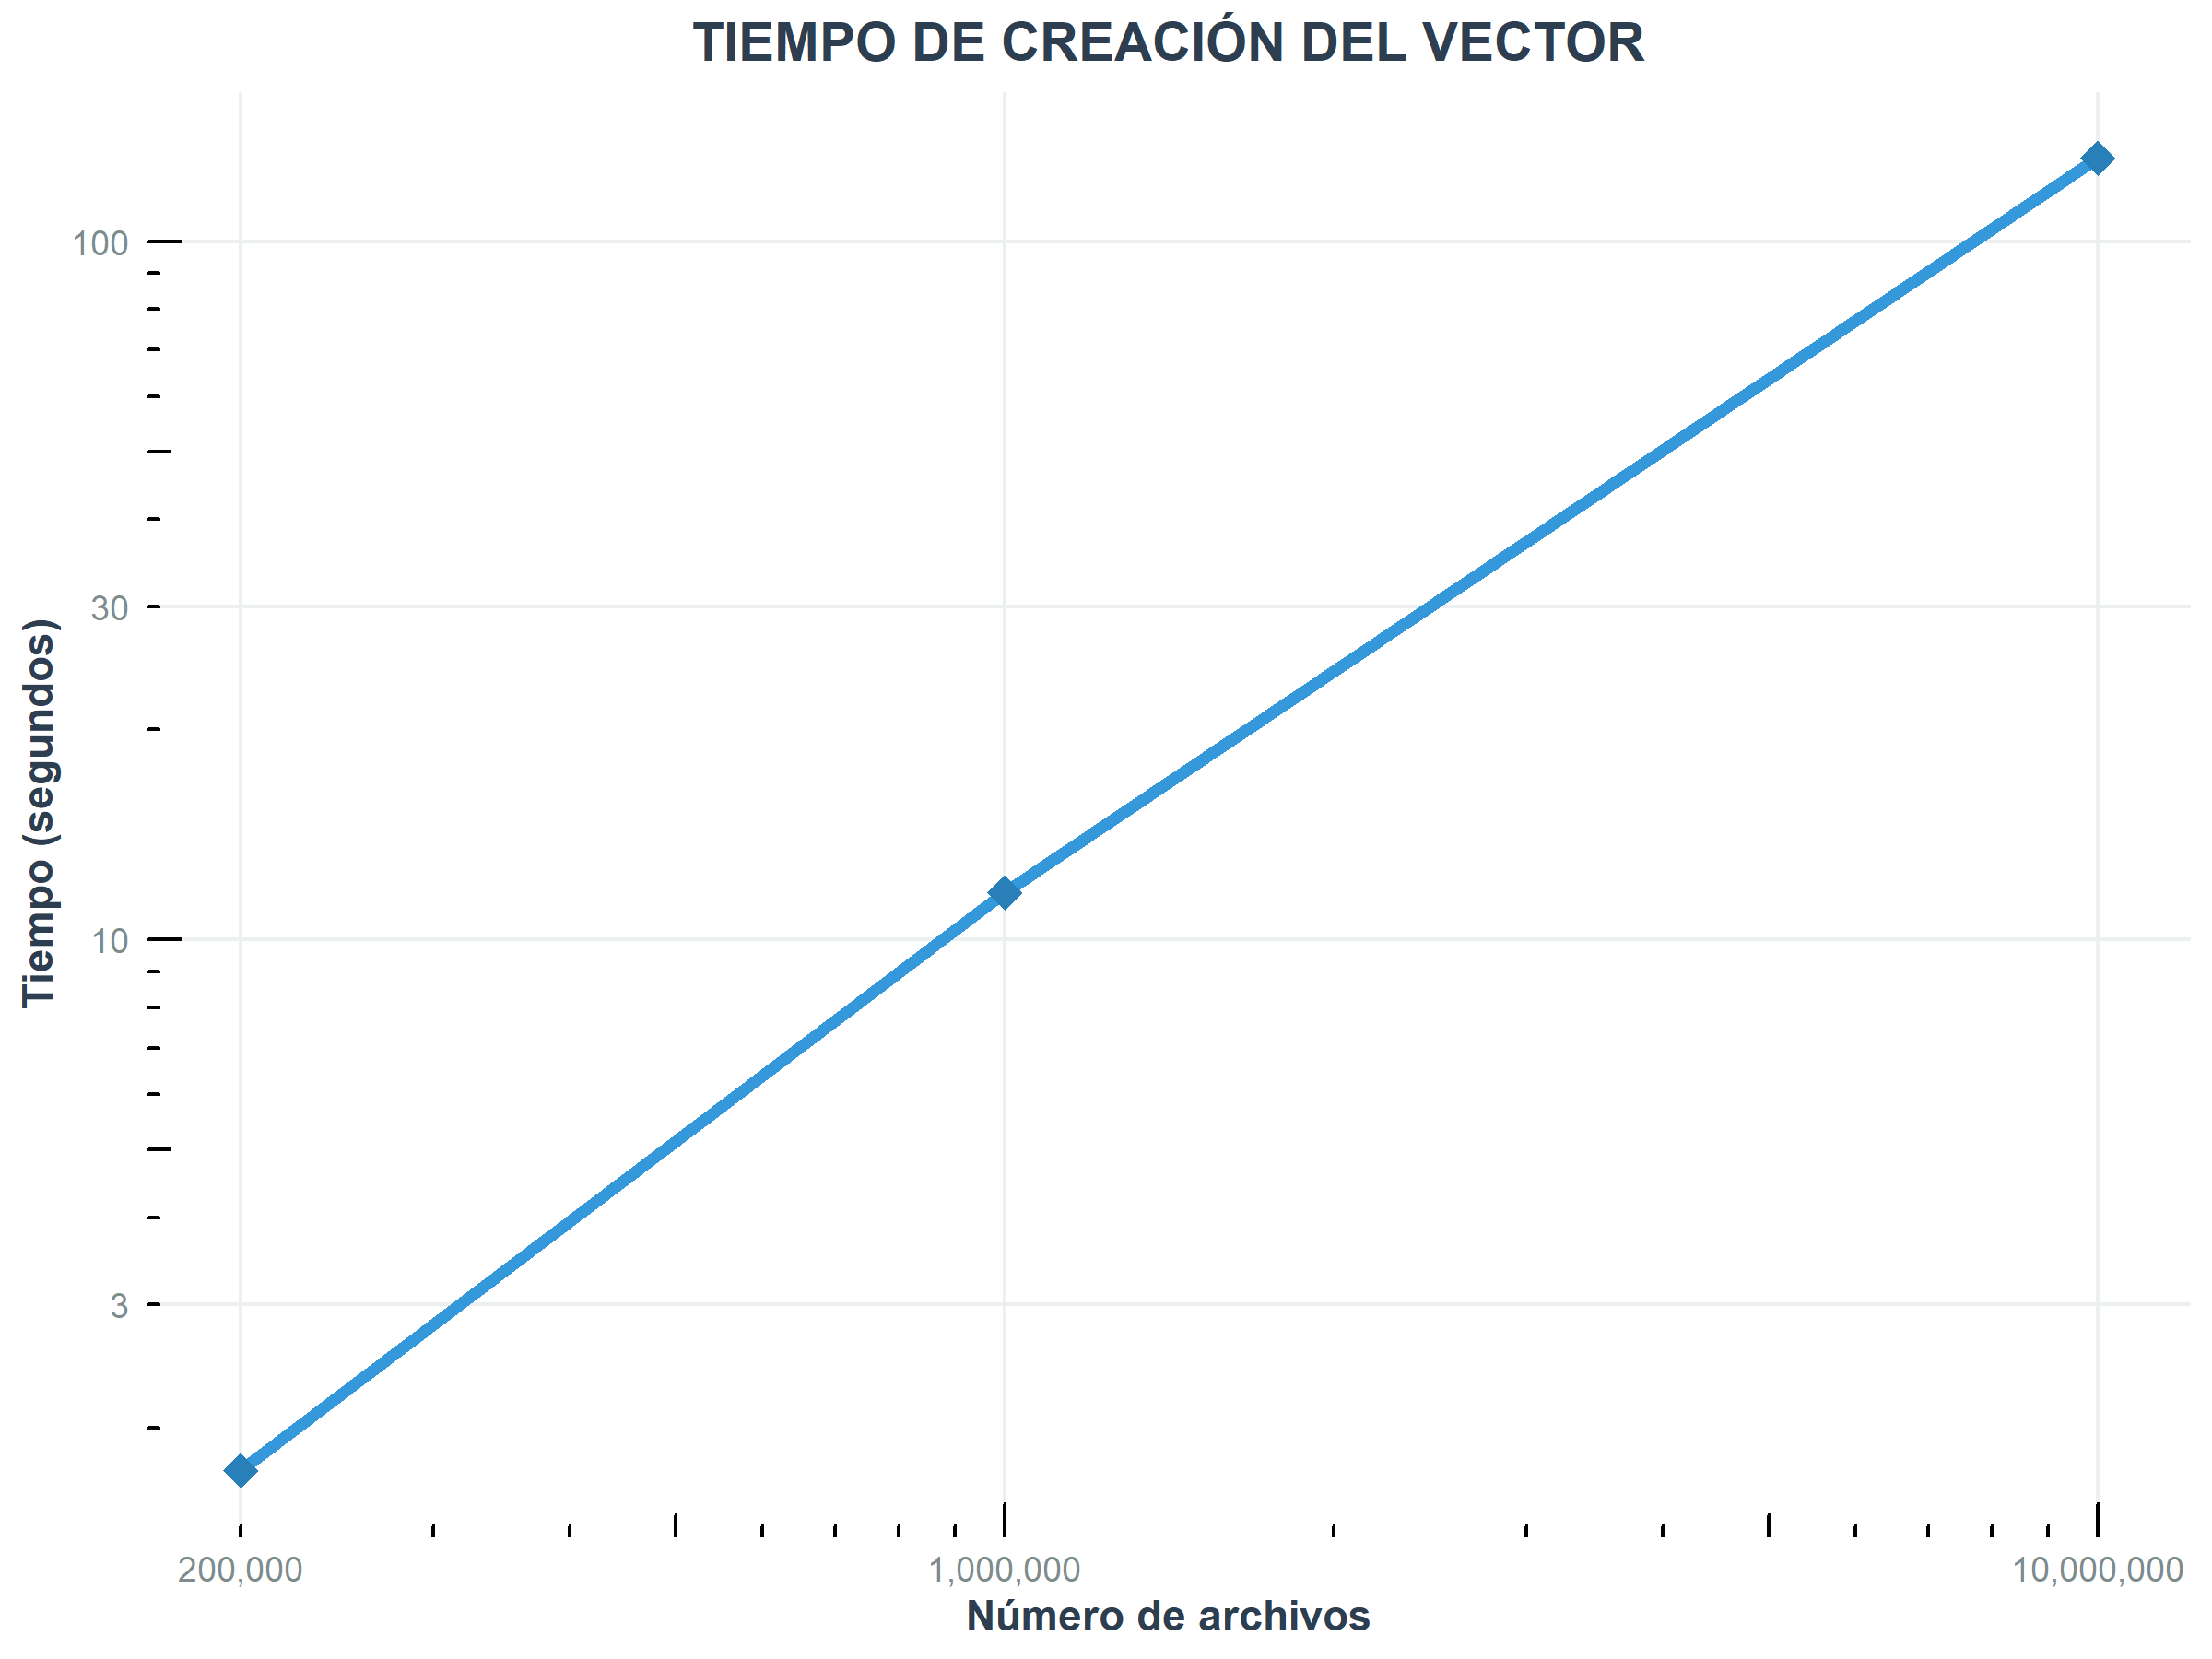 TIEMPO DE CREACIÓN DEL VECTOR
Tiempo (segundos)
100
30
10
3
200,000
1,000,000
10,000,000
Número de archivos